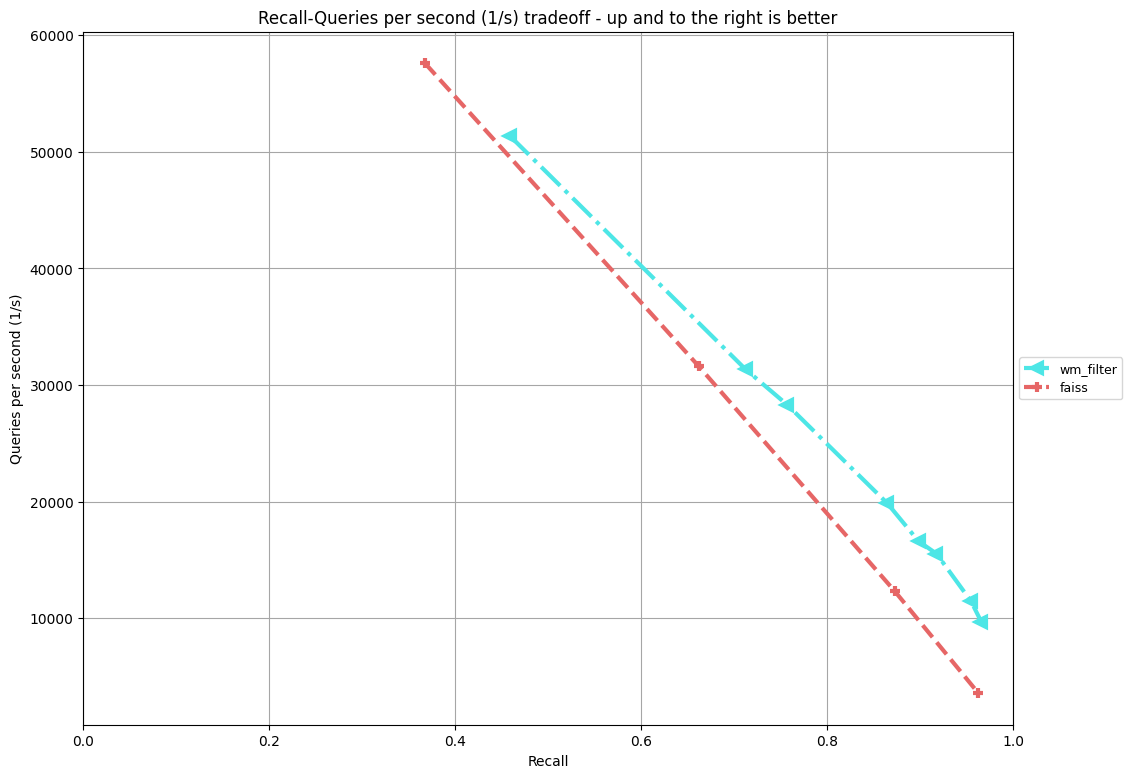 Recall-Queries per second (1/s) tradeoff - up and to the right is better
60000
50000
40000
30000
20000
10000
Queries per second (1/s)
0.0 0.2 0.4 0.6 0.8 1.0
Recall
wm_filter
faiss